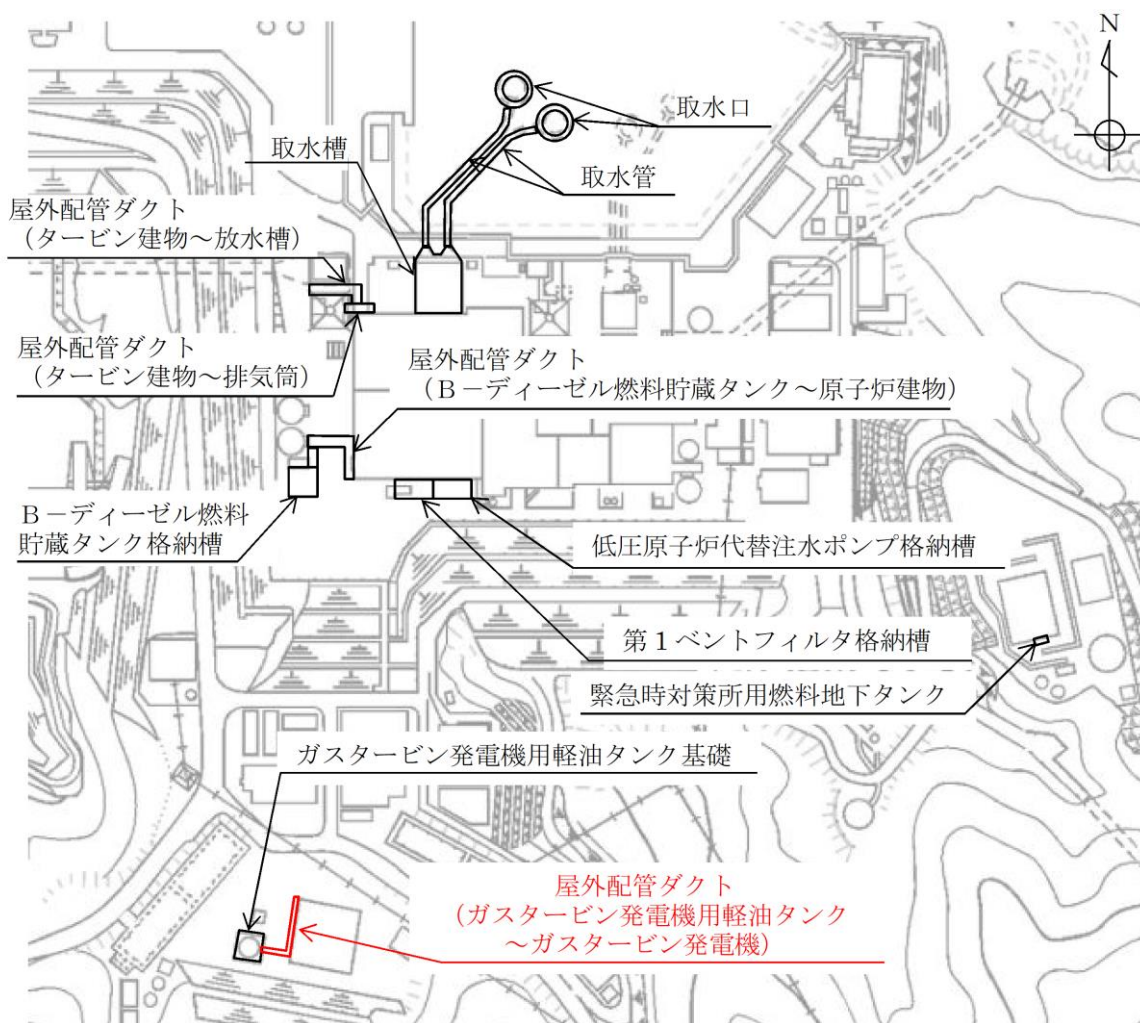 N
取水口
取水槽
取水管
屋外配管ダクト
（タービン建物～放水槽）
屋外配管ダクト
（タービン建物～排気筒）
屋外配管ダクト
（Ｂ－ディーゼル燃料貯蔵タンク～原子炉建物）
Ｂ－ディーゼル燃料
貯蔵タンク格納槽
低圧原子炉代替注水ポンプ格納槽
第１ベントフィルタ格納槽
緊急時対策所用燃料地下タンク
ガスタービン発電機用軽油タンク基礎
屋外配管ダクト
（ガスタービン発電機用軽油タンク
～ガスタービン発電機）